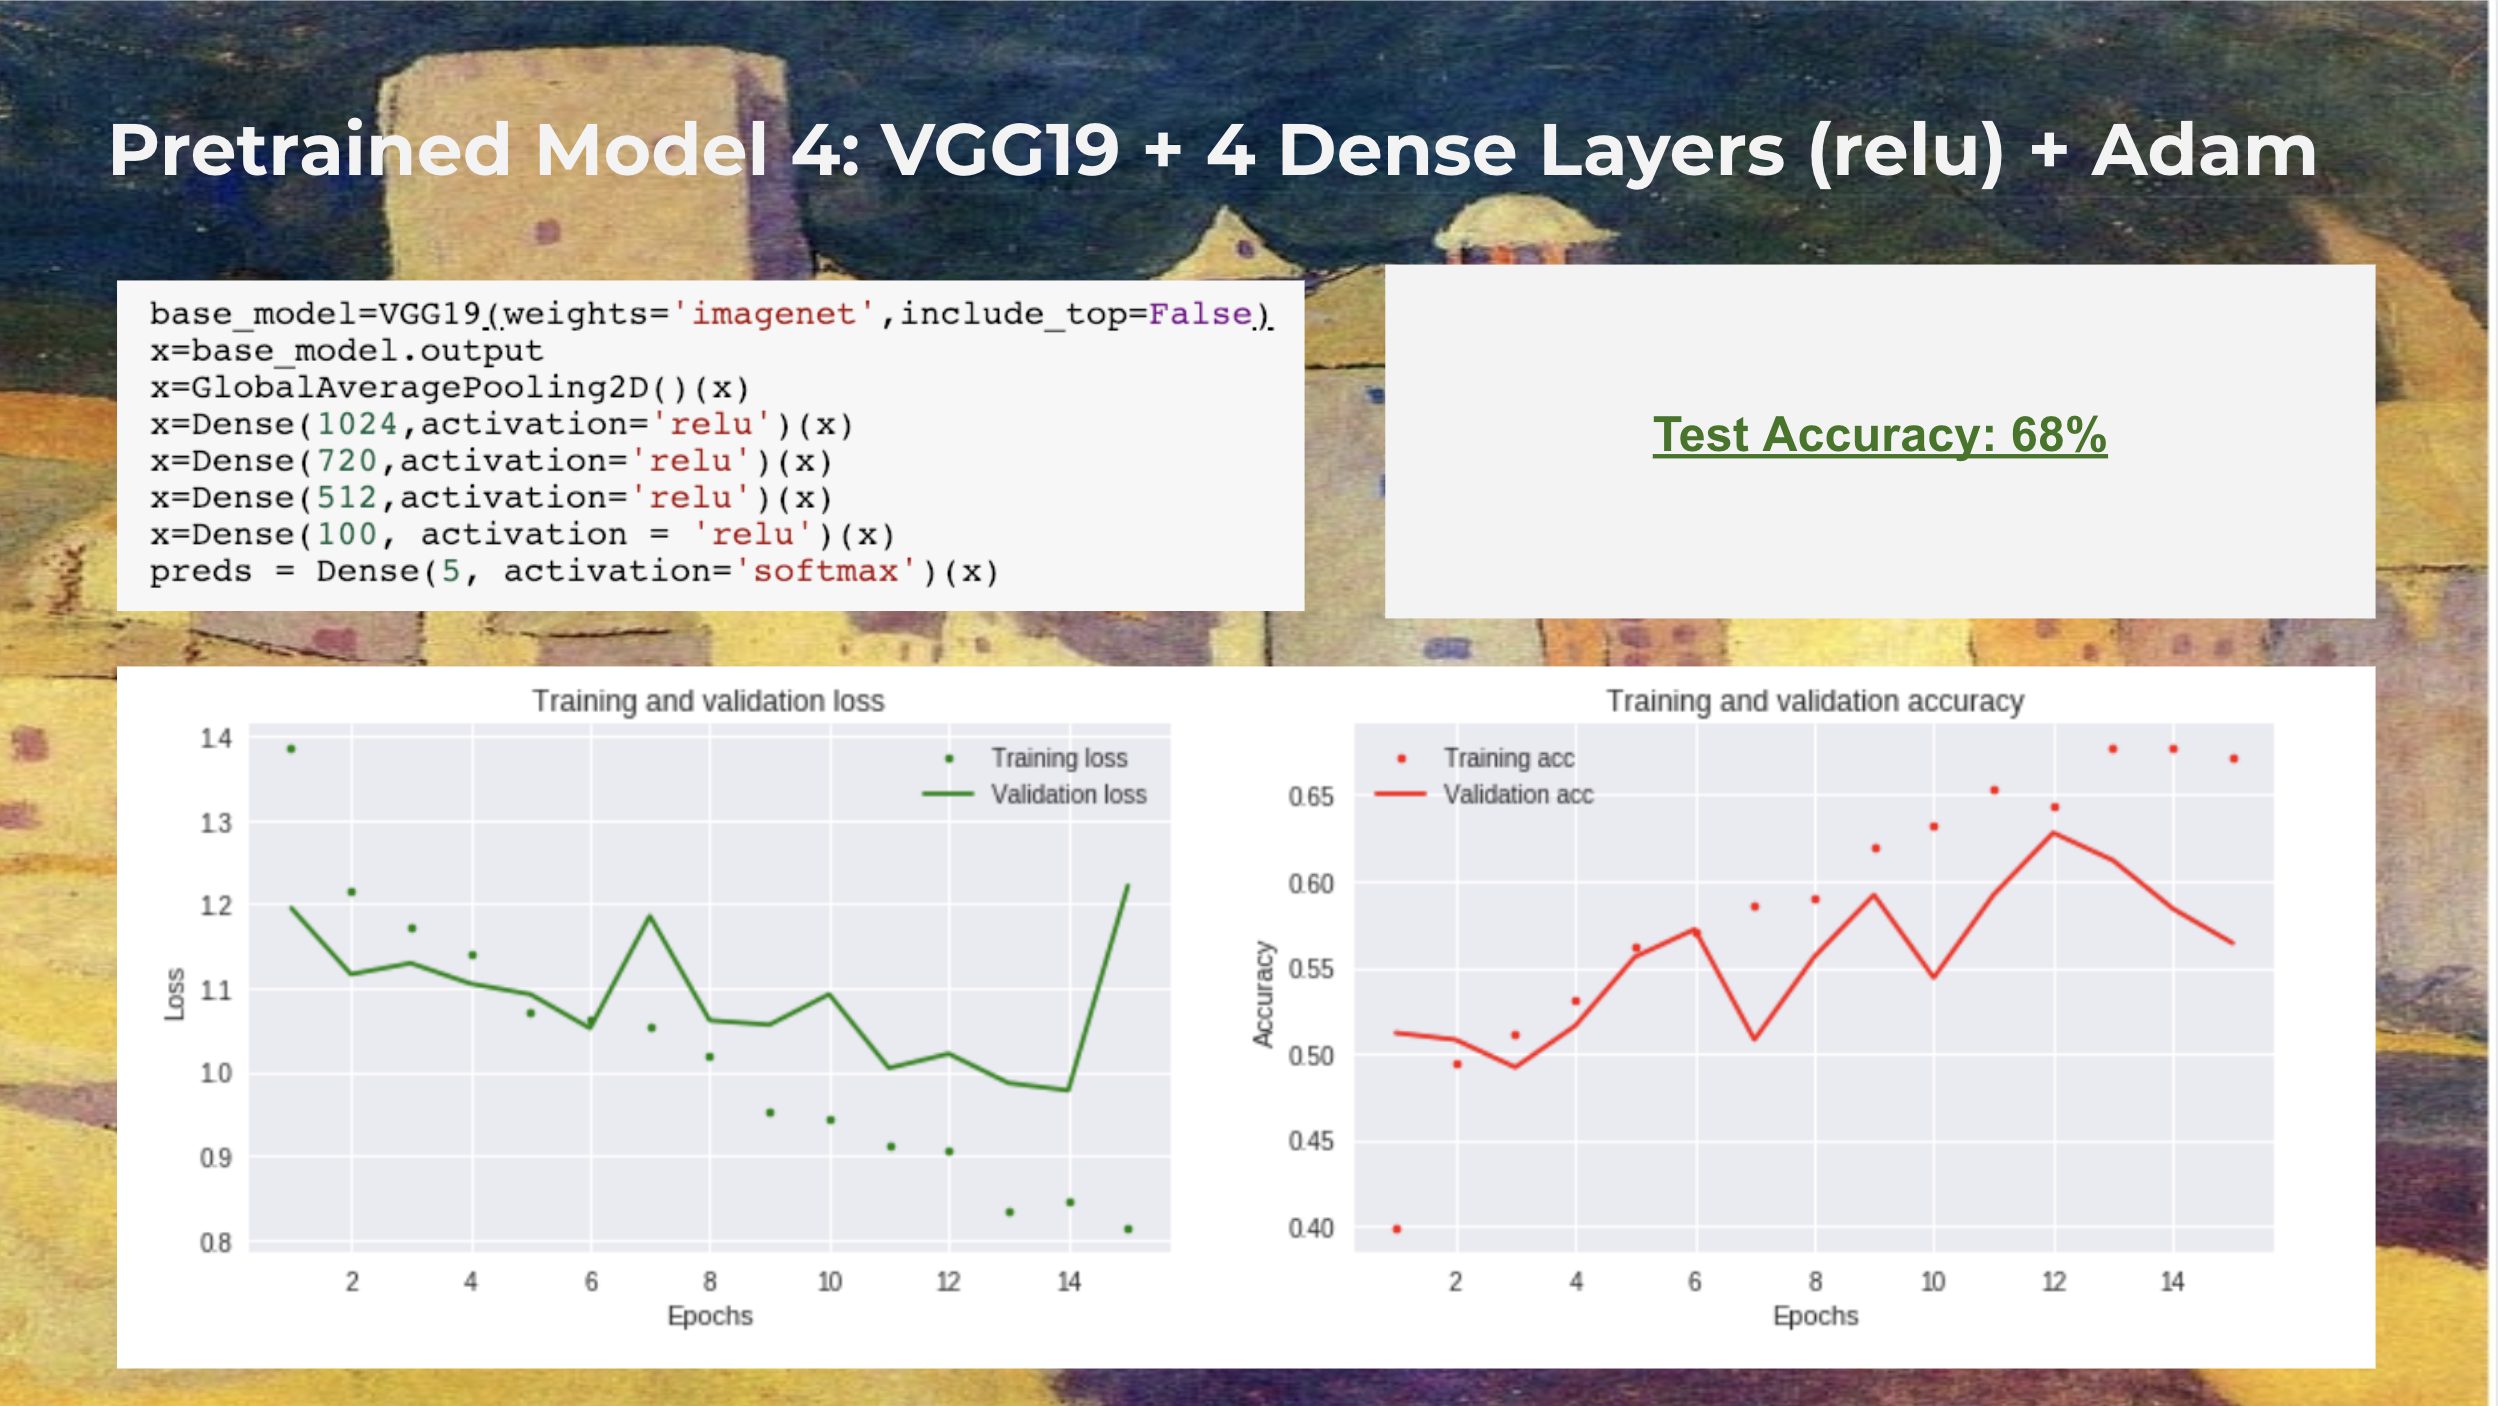 Pretrained Model 4: VGG19 + 4 Dense Layers (relu) + Adam
base_model=VGG19(weights='imagenet',include_top=False)
x=base_model.output
x=GlobalAveragePooling2D()(x)
x=Dense(1024,activation='relu')(x)
x=Dense(720,activation='relu')(x)
x=Dense(512,activation='relu')(x)
x=Dense(100, activation = 'relu')(x)
preds = Dense(5, activation='softmax')(x)
Test Accuracy: 68%
Training and validation loss
Training loss
Validation loss
Loss
1.4
1.3
1.2
1.1
1.0
0.9
0.8
2 4 6 8 10 12 14
Epochs
Training and validation accuracy
Training acc
Validation acc
Accuracy
0.65
0.60
0.55
0.50
0.45
0.40
2 4 6 8 10 12 14
Epochs